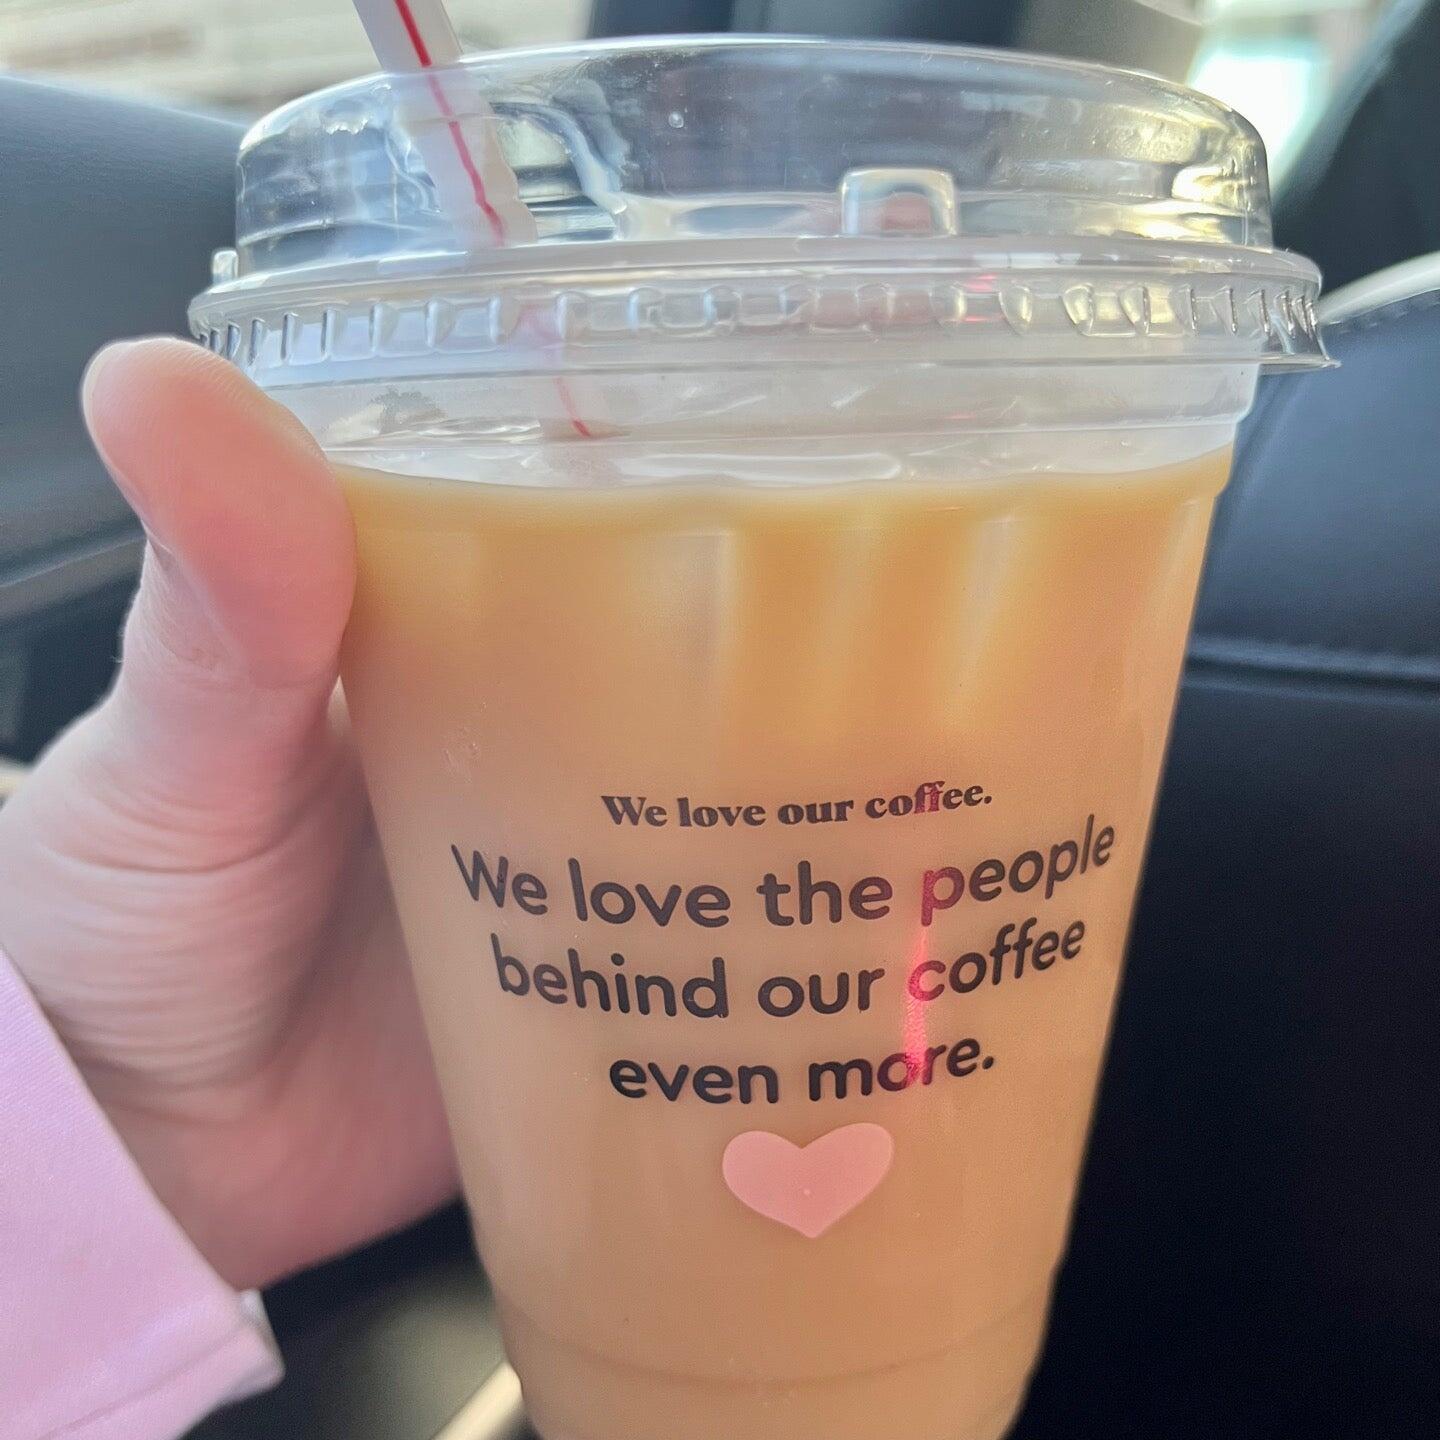 We love our coffee.
We love the people
behind our coffee
even more.